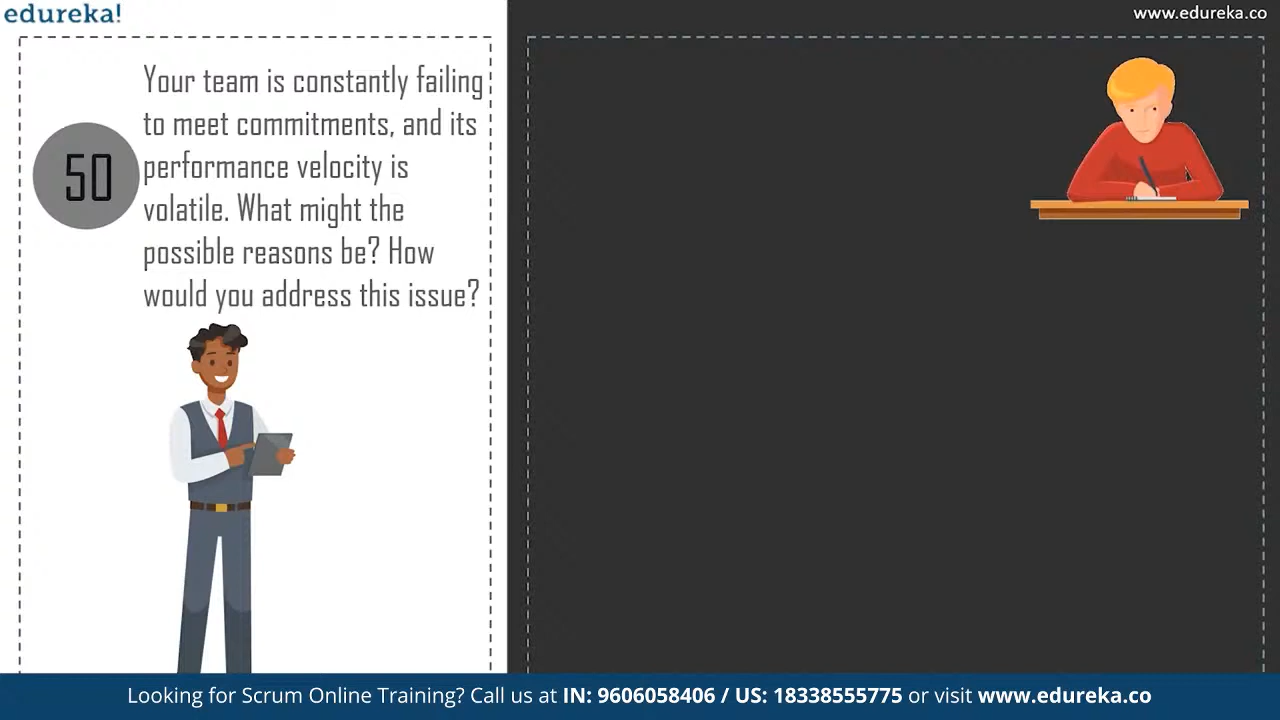 edureka!
www.edureka.co
50
Your team is constantly failing
to meet commitments, and its
performance velocity is
volatile. What might the
possible reasons be? How
would you address this issue?
Looking for Scrum Online Training? Call us at IN: 9606058406 / US: 18338555775 or visit www.edureka.co